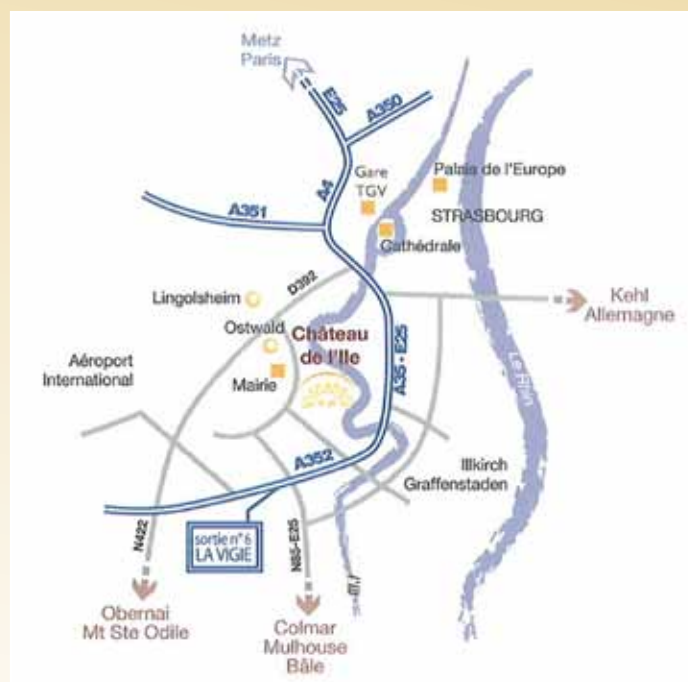 Metz
Paris
E25
A350
A4
Gare
TGV
Palais de l'Europe
A351
STRASBOURG
Cathédrale
D392
Lingolsheim
Kehl
Allemagne
Ostwald
Château
de l'Ile
Aéroport
International
Mairie
A35 - E25
Le Rhin
A352
Illkirch
Graffenstaden
sortie n° 6
LA VIGIE
N422
N85-E25
Ill
Obernai
Mt Ste Odile
Colmar
Mulhouse
Bâle